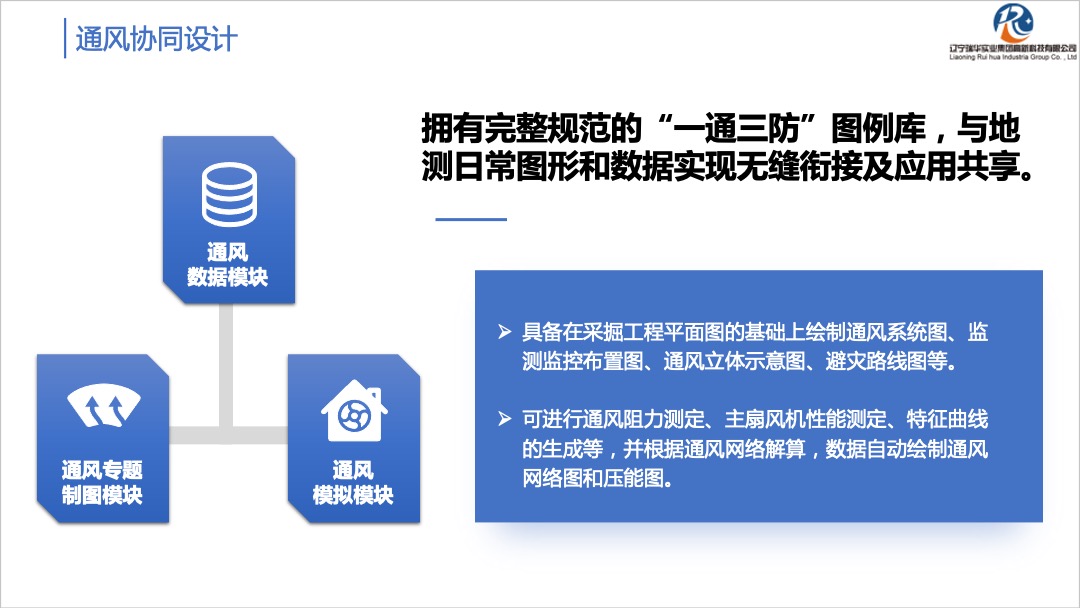 通风协同设计
辽宁瑞华实业集团高新科技有限公司
Liaoning Rui hua Industria Group Co. , Ltd
拥有完整规范的“一通三防”图例库，与地
测日常图形和数据实现无缝衔接及应用共享。
通风
数据模块
通风专题
制图模块
通风
模拟模块
➢ 具备在采掘工程平面图的基础上绘制通风系统图、监
测监控布置图、通风立体示意图、避灾路线图等。
➢ 可进行通风阻力测定、主扇风机性能测定、特征曲线
的生成等，并根据通风网络解算，数据自动绘制通风
网络图和压能图。